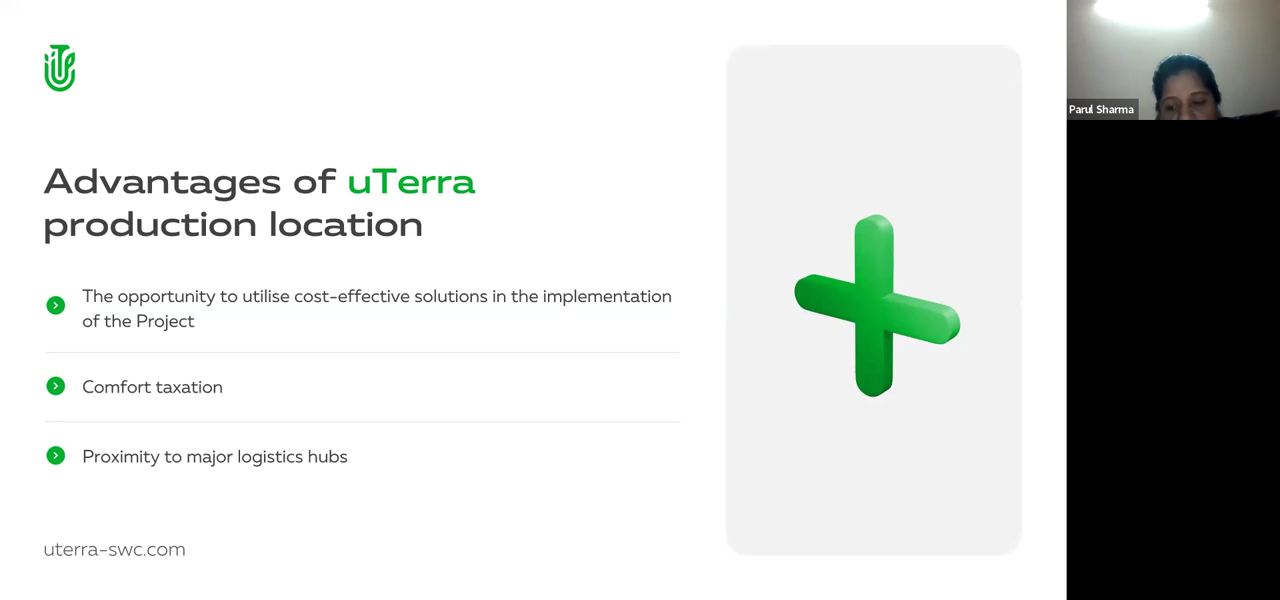 Advantages of uTerra
production location
The opportunity to utilise cost-effective solutions in the implementation
of the Project
Comfort taxation
Proximity to major logistics hubs
uterra-swc.com
Parul Sharma